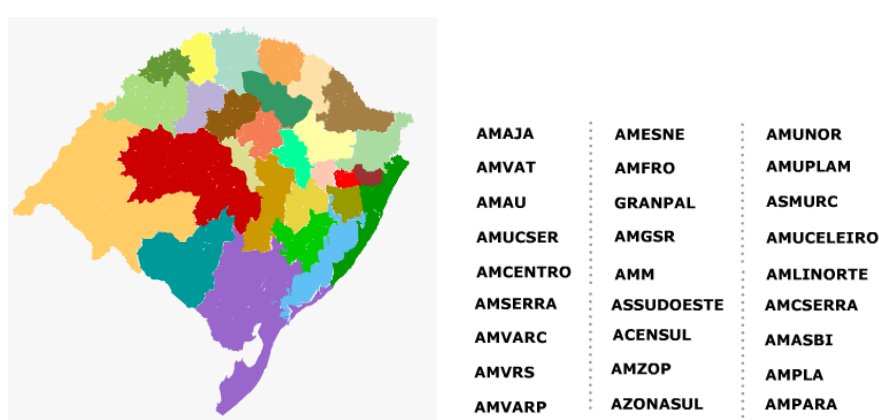 AMAJA AMESNE AMUNOR
AMVAT AMFRO AMUPLAM
AMAU GRANPAL ASMURC
AMUCSER AMGSR AMUCELEIRO
AMCENTRO AMM AMLINORTE
AMSERRA ASSUDOESTE AMCSERRA
AMVARC ACENSUL AMASBI
AMVRS AMZOP AMPLA
AMVARP AZONASUL AMPARA